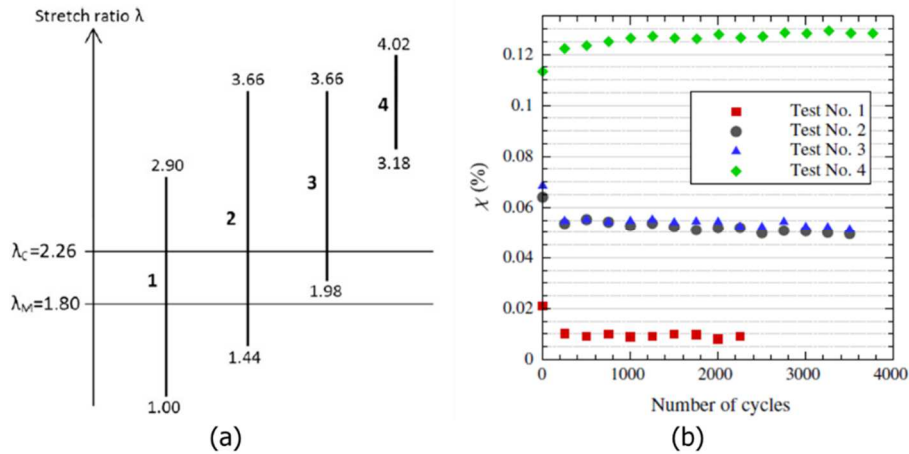 Stretch ratio λ
4.02
3.66
3.66
4
3.18
2.90
3
2
λC=2.26
1
1.98
λM=1.80
1.44
1.00
(a)
0.12
0.1
0.08
0.06
0.04
0.02
0
χ (%)
Test No. 1
Test No. 2
Test No. 3
Test No. 4
0 1000 2000 3000 4000
Number of cycles
(b)